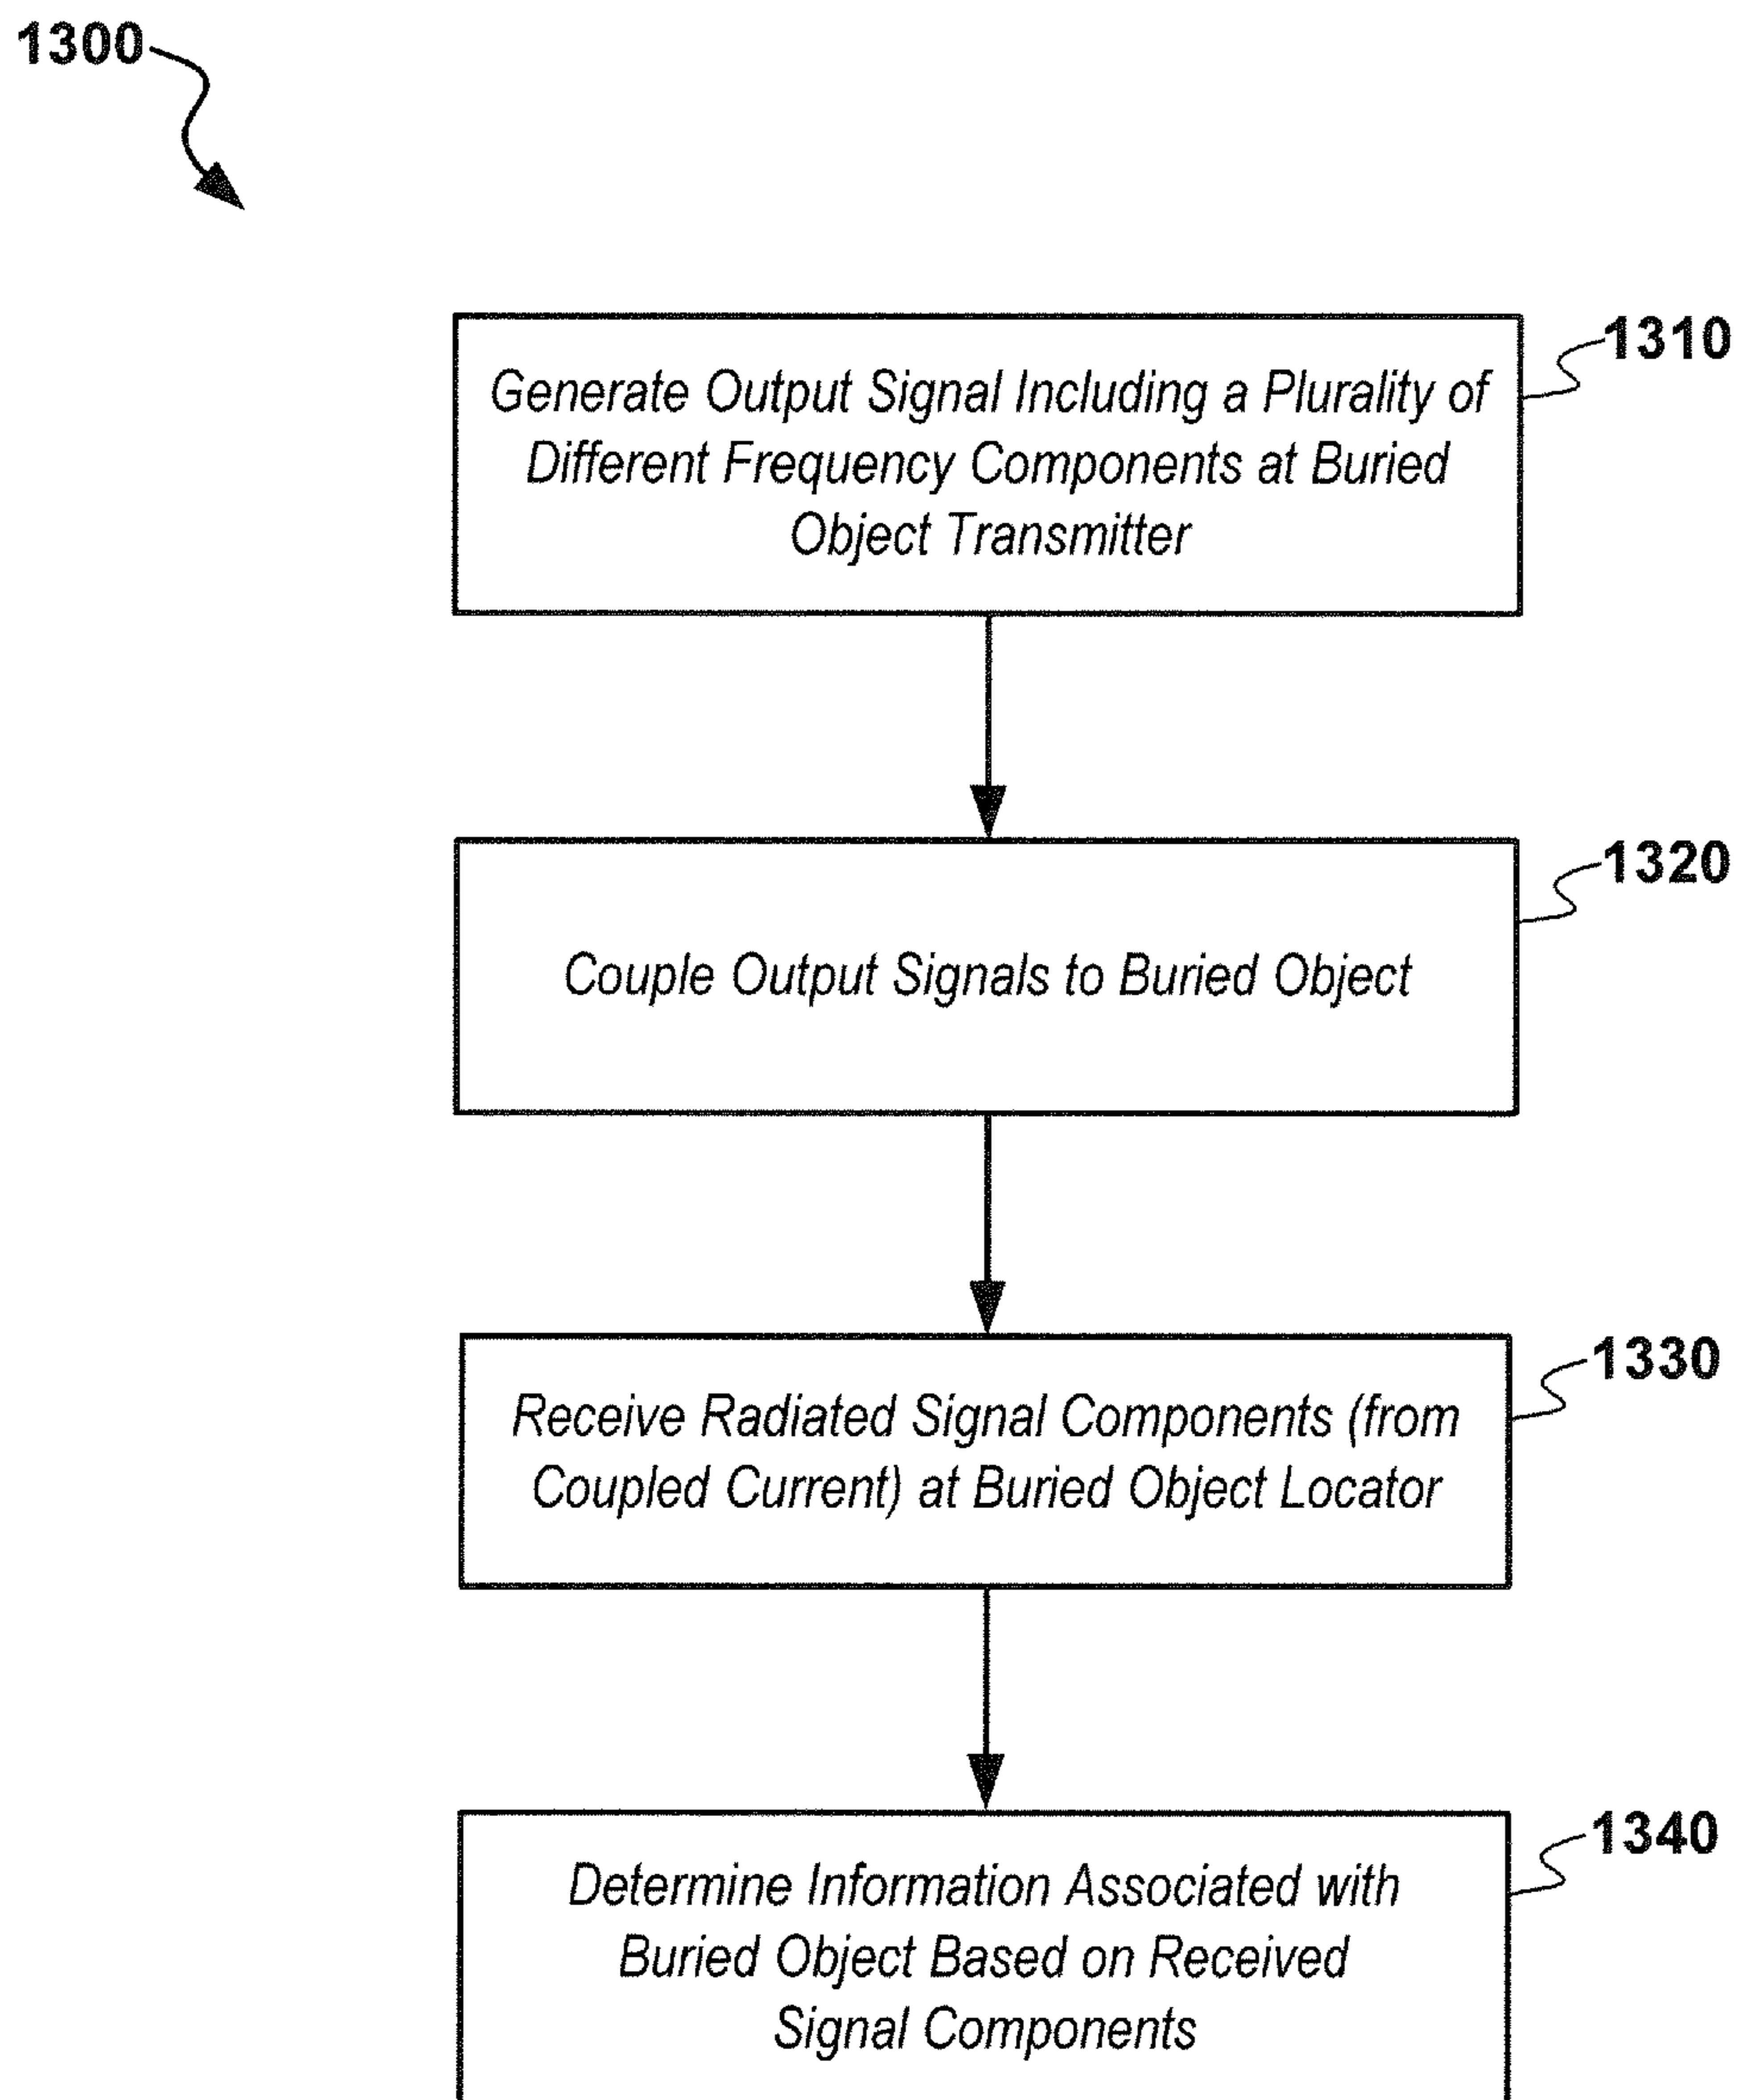 1300
1310
Generate Output Signal Including a Plurality of
Different Frequency Components at Buried
Object Transmitter
1320
Couple Output Signals to Buried Object
1330
Receive Radiated Signal Components (from
Coupled Current) at Buried Object Locator
1340
Determine Information Associated with
Buried Object Based on Received
Signal Components